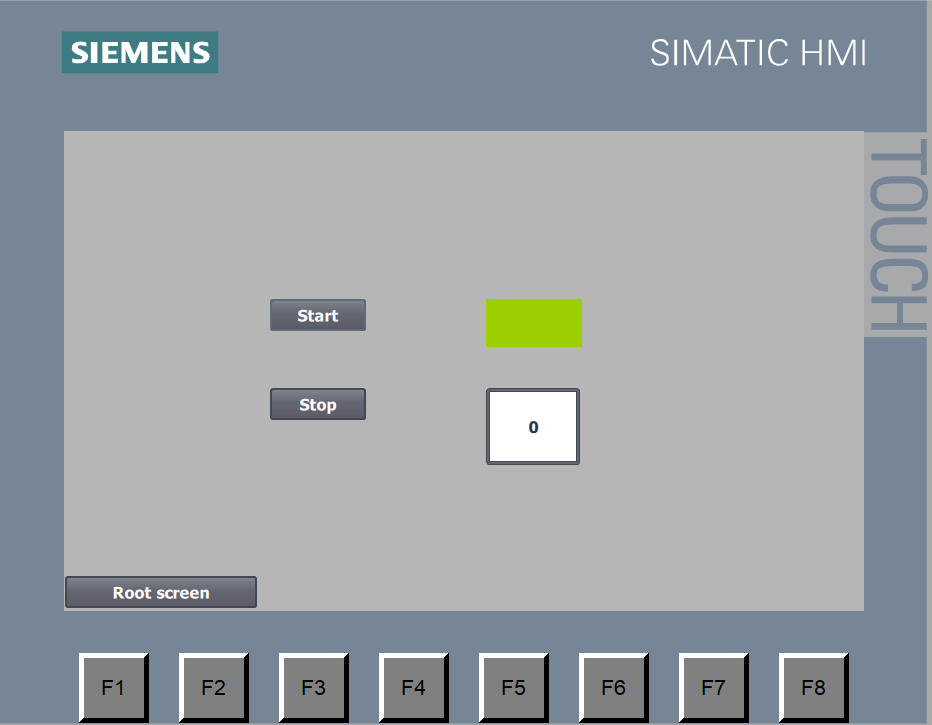 SIEMENS
SIMATIC HMI
TOUCH
Start
Stop
0
Root screen
F1
F2
F3
F4
F5
F6
F7
F8